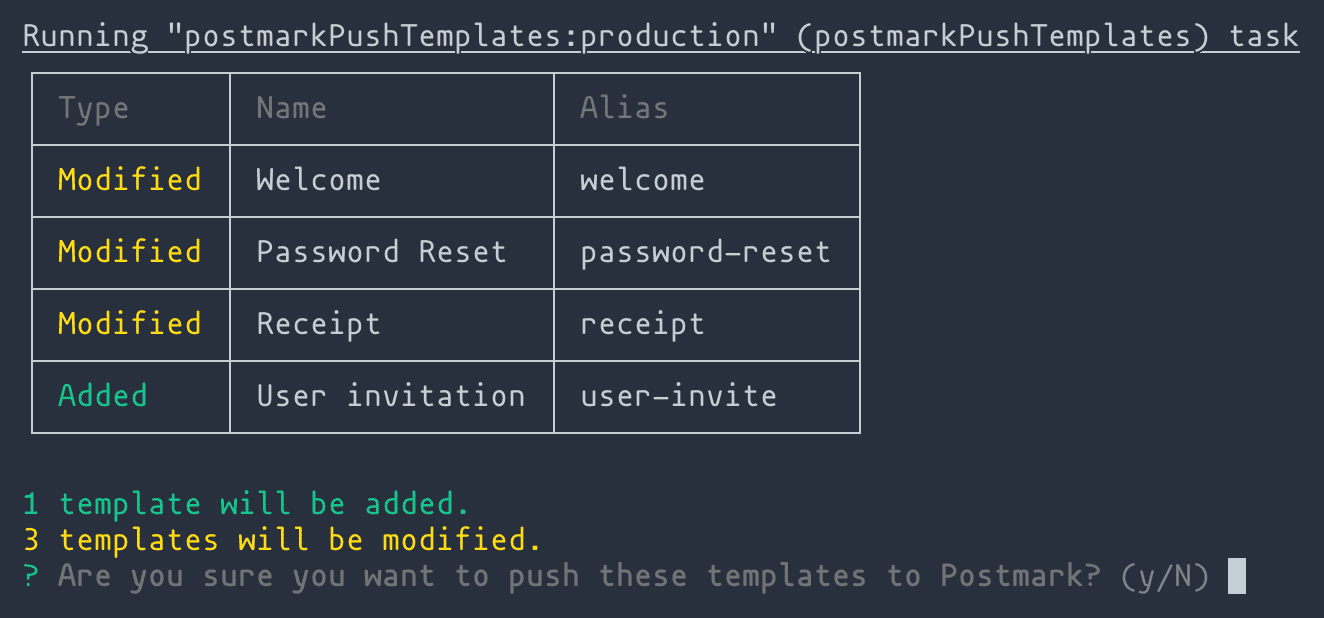 Running "postmarkPushTemplates:production" (postmarkPushTemplates) task
Type Name Alias
Modified Welcome welcome
Modified Password Reset password-reset
Modified Receipt receipt
Added User invitation user-invite
1 template will be added.
3 templates will be modified.
? Are you sure you want to push these templates to Postmark? (y/N)